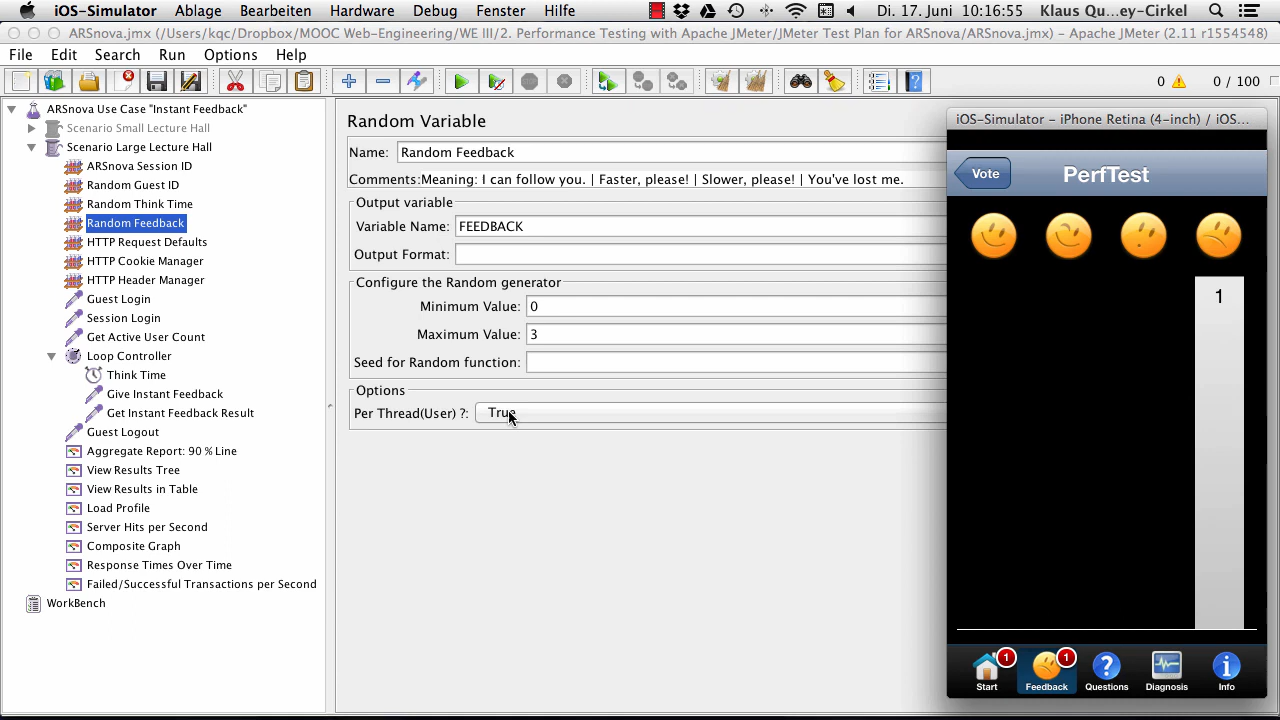 iOS-Simulator Ablage Bearbeiten Hardware Debug Fenster Hilfe Di. 17. Juni 10:16:55 Klaus Qu...ey-Cirkel
ARSnova.jmx (/Users/kqc/Dropbox/MOOC Web-Engineering/WE III/2. Performance Testing with Apache JMeter/JMeter Test Plan for ARSnova/ARSnova.jmx) - Apache JMeter (2.11 r1554548)
File Edit Search Run Options Help
0 0 / 100
ARSnova Use Case "Instant Feedback"
Scenario Small Lecture Hall
Scenario Large Lecture Hall
ARSnova Session ID
Random Guest ID
Random Think Time
Random Feedback
HTTP Request Defaults
HTTP Cookie Manager
HTTP Header Manager
Guest Login
Session Login
Get Active User Count
Loop Controller
Think Time
Give Instant Feedback
Get Instant Feedback Result
Guest Logout
Aggregate Report: 90 % Line
View Results Tree
View Results in Table
Load Profile
Server Hits per Second
Composite Graph
Response Times Over Time
Failed/Successful Transactions per Second
WorkBench
Random Variable
Name: Random Feedback
Comments: Meaning: I can follow you. | Faster, please! | Slower, please! | You've lost me.
Output variable
Variable Name: FEEDBACK
Output Format:
Configure the Random generator
Minimum Value: 0
Maximum Value: 3
Seed for Random function:
Options
Per Thread(User) ?: True
iOS-Simulator - iPhone Retina (4-inch) / iOS...
Vote PerfTest
1
1 1
Start Feedback Questions Diagnosis Info